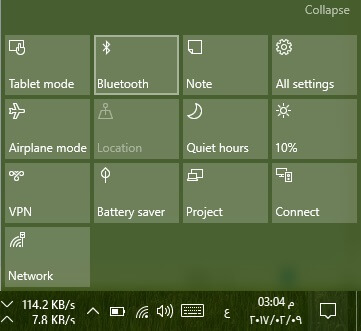 Collapse
Tablet mode
Bluetooth
Note
All settings
Airplane mode
Location
Quiet hours
10%
VPN
Battery saver
Project
Connect
Network
114.2 KB/s
7.8 KB/s
ع
03:04 م
٢٠١٧/٠٢/٠٩